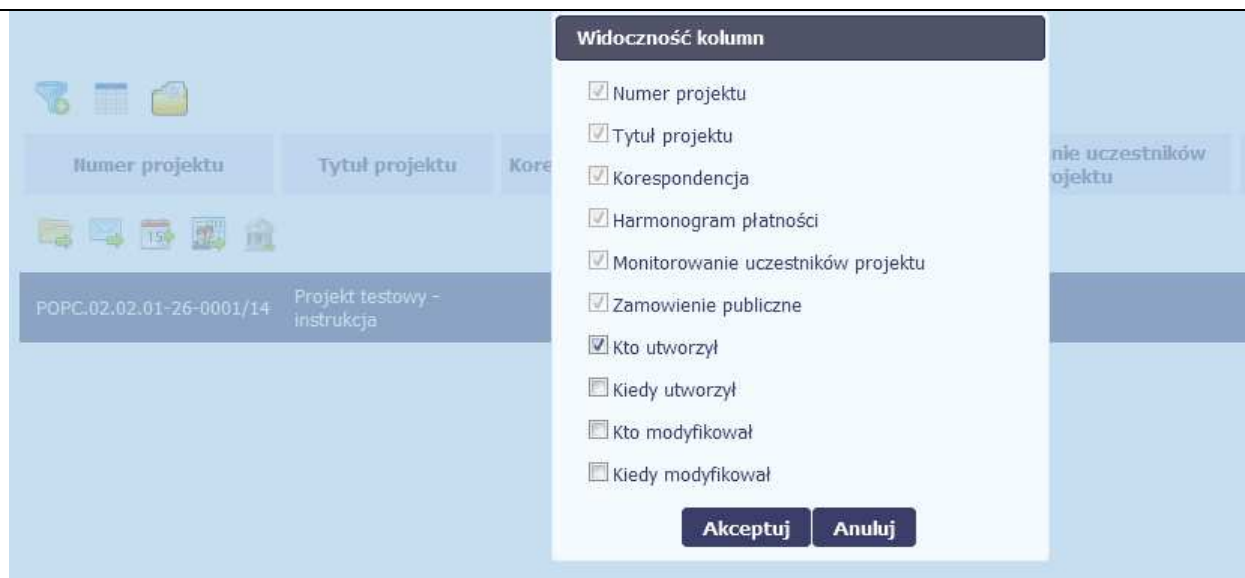 Widoczność kolumn
Numer projektu
Tytuł projektu
Korespondencja
Harmonogram płatności
Monitorowanie uczestników projektu
Zamowienie publiczne
Kto utworzył
Kiedy utworzył
Kto modyfikował
Kiedy modyfikował
Akceptuj Anuluj
Numer projektu Tytuł projektu Kore nie uczestników
ojektu
15
POPC.02.02.01-26-0001/14 Projekt testowy -
instrukcja